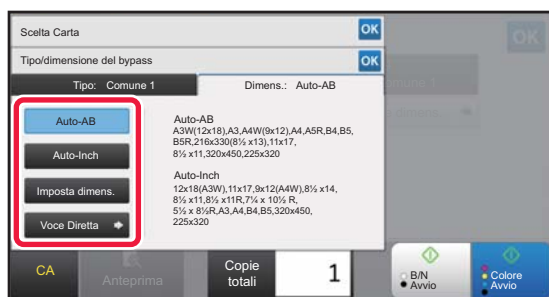 Scelta Carta
OK
OK
Tipo/dimensione del bypass
OK
Tipo: Comune 1
Dimens.: Auto-AB
Auto-AB
Auto-Inch
Imposta dimens.
Voce Diretta
Auto-AB
A3W(12x18),A3,A4W(9x12),A4,A5R,B4,B5,
B5R,216x330(8½ x13),11x17,
8½ x11,320x450,225x320
Auto-Inch
12x18(A3W),11x17,9x12(A4W),8½ x14,
8½ x11,8½ x11R,7¼ x 10½ R,
5½ x 8½R,A3,A4,B4,B5,320x450,
225x320
CA
Anteprima
Copie
totali
1
B/N
Avvio
Colore
Avvio